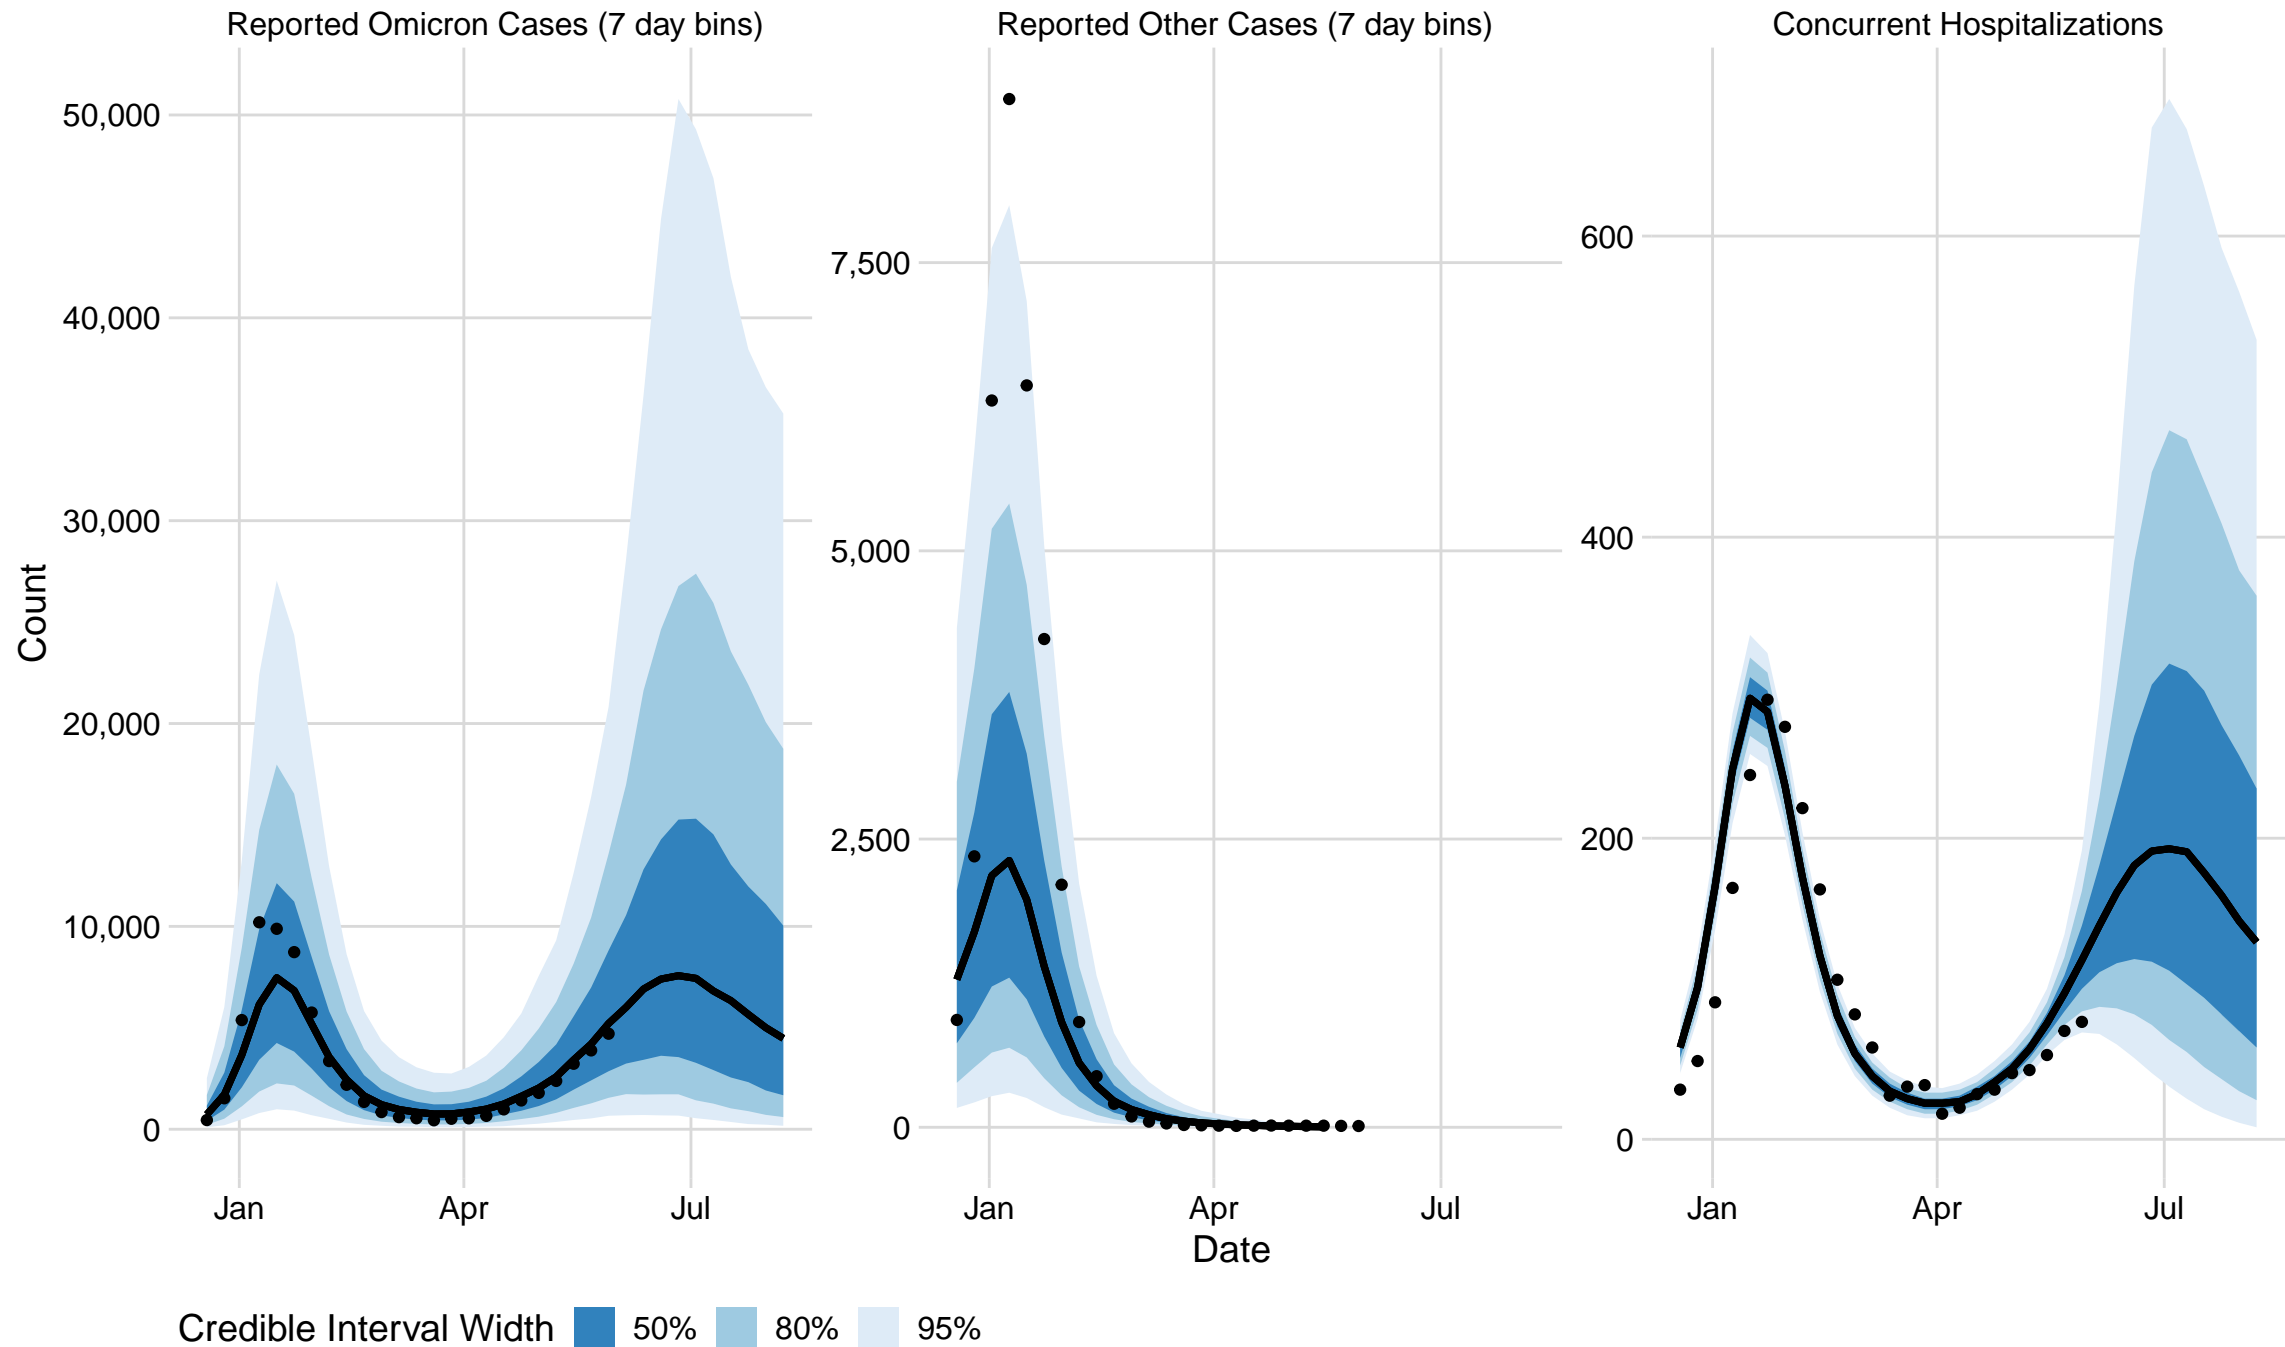 Reported Omicron Cases (7 day bins)
Reported Other Cases (7 day bins)
Concurrent Hospitalizations
Count
50,000
40,000
30,000
20,000
10,000
0
7,500
5,000
2,500
0
600
400
200
0
Jan Apr Jul
Jan Apr Jul
Jan Apr Jul
Date
Credible Interval Width 50% 80% 95%